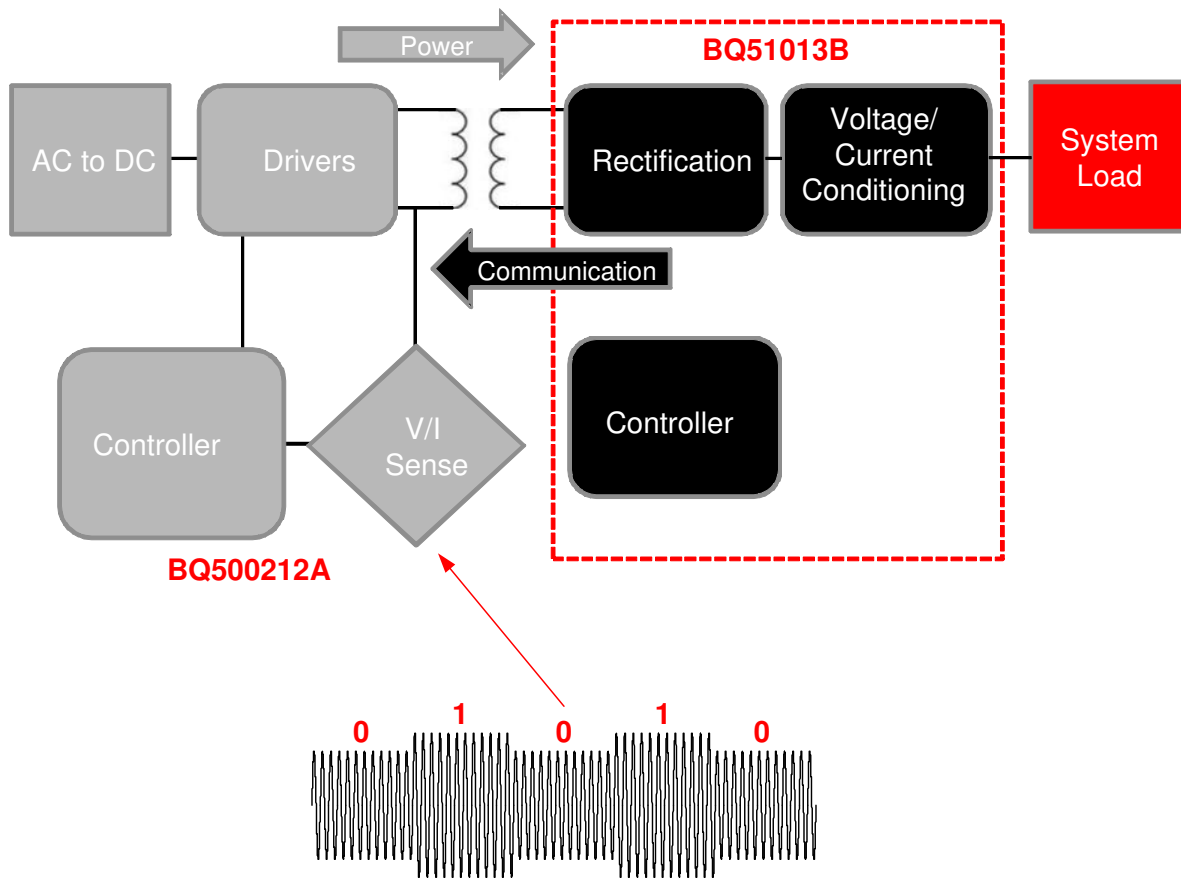 Power
BQ51013B
AC to DC
Drivers
Rectification
Voltage/
Current
Conditioning
System
Load
Communication
Controller
V/I
Sense
Controller
BQ500212A
0
1
0
1
0